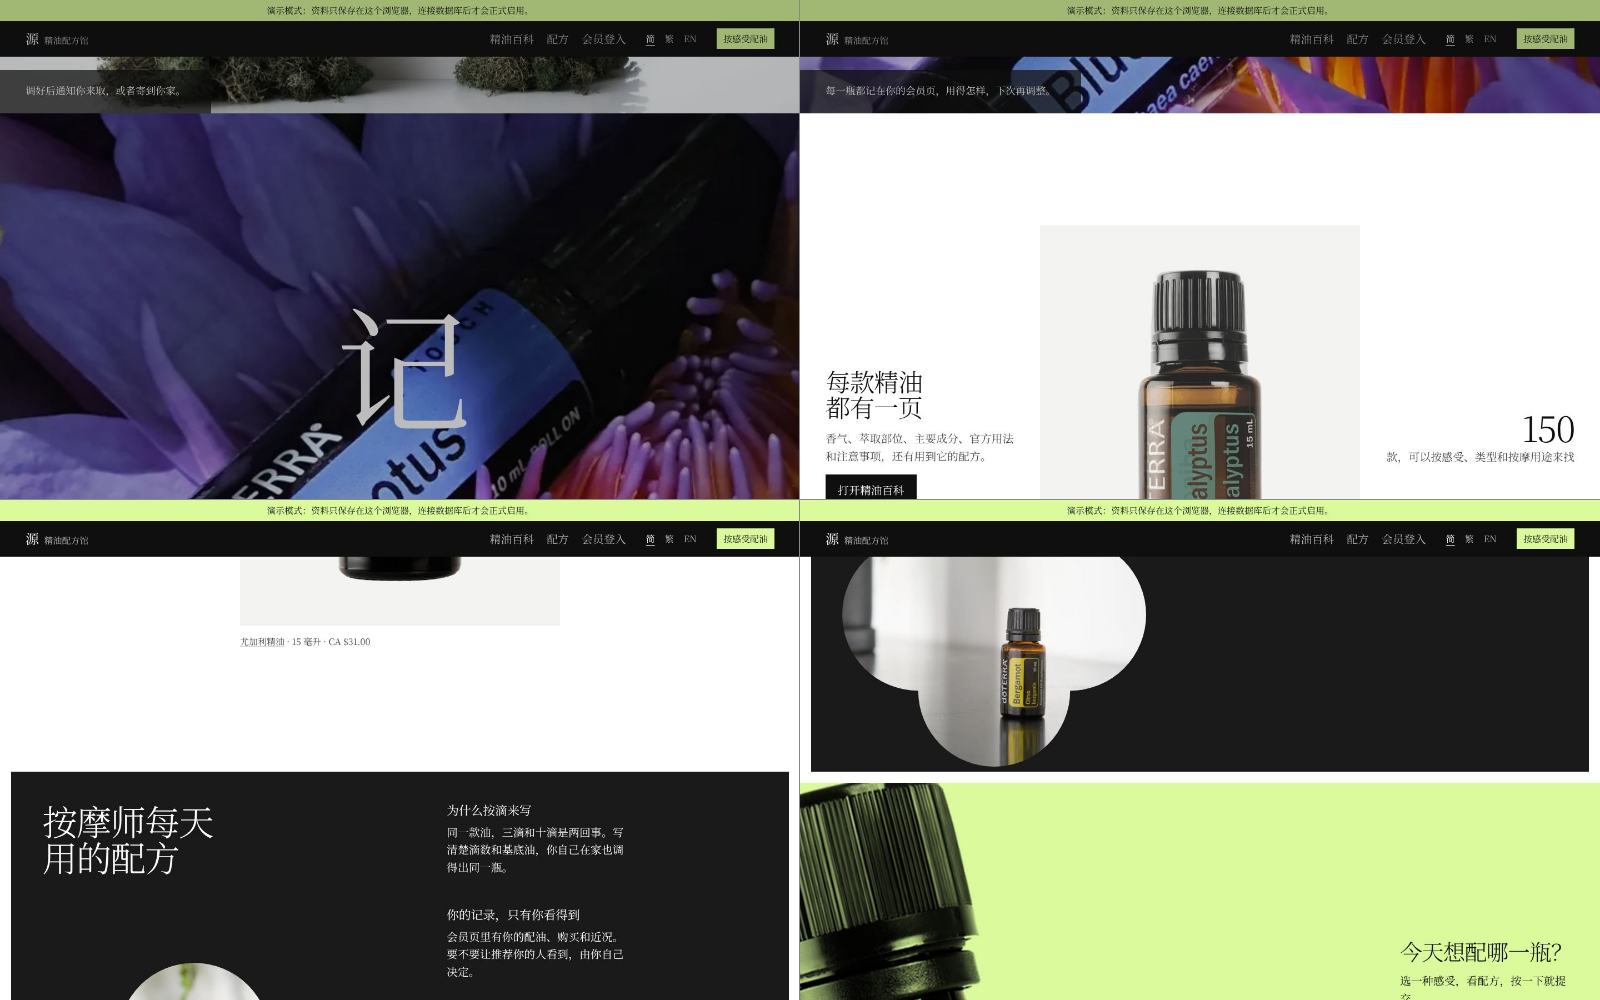 演示模式：资料只保存在这个浏览器，连接数据库后才会正式启用。
源 精油配方馆 精油百科 配方 会员登入 简 繁 EN 按感受配油
调好后通知你来取，或者寄到你家。
记
TOUCH
TERRA
otus
10 mL ROLL ON
演示模式：资料只保存在这个浏览器，连接数据库后才会正式启用。
源 精油配方馆 精油百科 配方 会员登入 简 繁 EN 按感受配油
每一瓶都记在你的会员页，用得怎样，下次再调整。
Blue
haea caer
每款精油
都有一页
香气、萃取部位、主要成分、官方用法
和注意事项，还有用到它的配方。
打开精油百科
TERRA
alyptus
alyptus
15 mL
150
款，可以按感受、类型和按摩用途来找
演示模式：资料只保存在这个浏览器，连接数据库后才会正式启用。
源 精油配方馆 精油百科 配方 会员登入 简 繁 EN 按感受配油
尤加利精油 · 15 毫升 · CA $31.00
按摩师每天
用的配方
为什么按滴来写
同一款油，三滴和十滴是两回事。写
清楚滴数和基底油，你自己在家也调
得出同一瓶。
你的记录，只有你看得到
会员页里有你的配油、购买和近况。
要不要让推荐你的人看到，由你自己
决定。
演示模式：资料只保存在这个浏览器，连接数据库后才会正式启用。
源 精油配方馆 精油百科 配方 会员登入 简 繁 EN 按感受配油
doTERRA
Bergamot
今天想配哪一瓶？
选一种感受，看配方，按一下就提